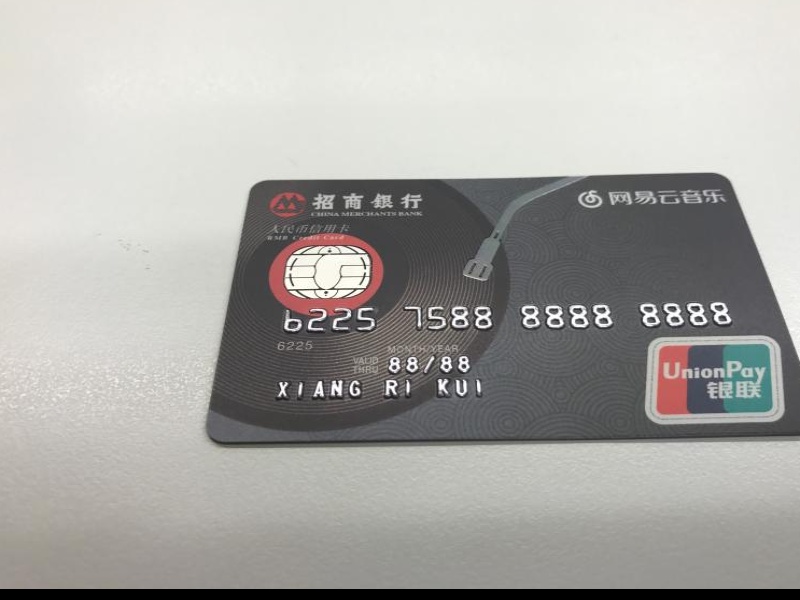 招商银行
CHINA MERCHANTS BANK
网易云音乐
人民币信用卡
RMB Credit Card
6225 7588 8888 8888
6225
MONTH/YEAR
VALID THRU 88/88
XIANG RI KUI
UnionPay
银联